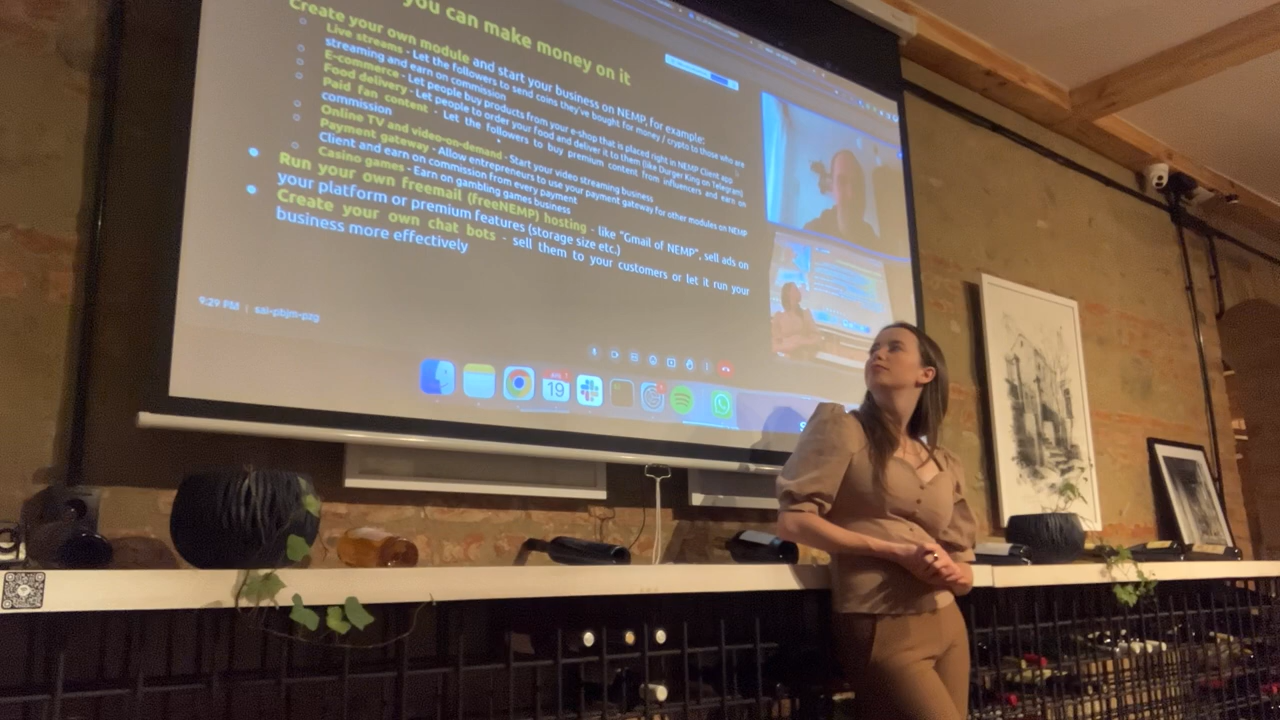 you can make money on it
Create your own module and start your business on NEMP, for example:
Live streams - Let the followers to send coins they've bought for money / crypto to those who are
streaming and earn on commission
E-commerce - Let people buy products from your e-shop that is placed right in NEMP Client app
Food delivery - Let people to order your food and deliver it to them (like Durger King on Telegram)
Paid fan content - Let the followers to buy premium content from influencers and earn on
commission
Online TV and video-on-demand - Start your video streaming business
Payment gateway - Allow entrepreneurs to use your payment gateway for other modules on NEMP
Client and earn on commission from every payment
Casino games - Earn on gambling games business
Run your own freemail (freeNEMP) hosting - like "Gmail of NEMP", sell ads on
your platform or premium features (storage size etc.)
Create your own chat bots - sell them to your customers or let it run your
business more effectively
9:29 PM | sai-pbjm-pzg
19